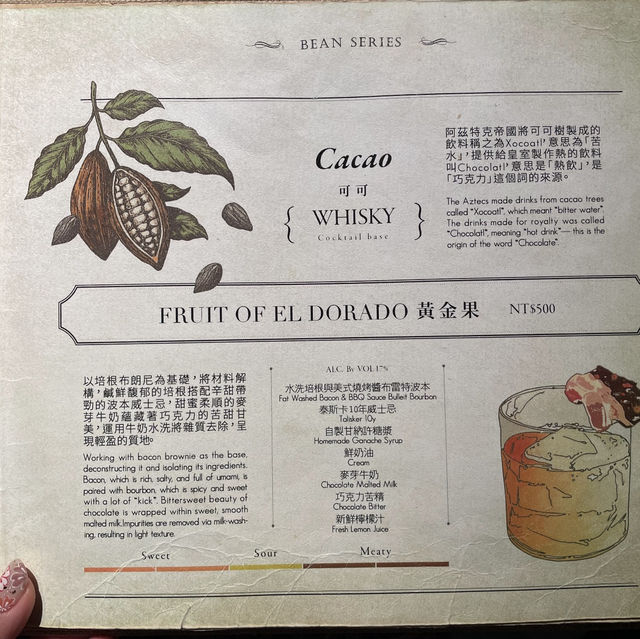 BEAN SERIES
Cacao
可可
{ WHISKY }
Cocktail base
阿茲特克帝國將可可樹製成的
飲料稱之為Xocoatl,意思為「苦
水」,提供給皇室製作熱的飲料
叫Chocolatl,意思是「熱飲」,是
「巧克力」這個詞的來源。
The Aztecs made drinks from cacao trees
called "Xocoatl", which meant "bitter water".
The drinks made for royalty was called
"Chocolatl", meaning "hot drink"— this is the
origin of the word "Chocolate".
FRUIT OF EL DORADO 黃金果 NT$500
以培根布朗尼為基礎,將材料解
構,鹹鮮馥郁的培根搭配辛甜帶
勁的波本威士忌,甜蜜柔順的麥
芽牛奶蘊藏著巧克力的苦甜甘
美,運用牛奶水洗將雜質去除,呈
現輕盈的質地。
Working with bacon brownie as the base,
deconstructing it and isolating its ingredients.
Bacon, which is rich, salty, and full of umami, is
paired with bourbon, which is spicy and sweet
with a lot of "kick". Bittersweet beauty of
chocolate is wrapped within sweet, smooth
malted milk.Impurities are removed via milk-wash-
ing, resulting in light texture.
ALC. By VOL 17%
水洗培根與美式燒烤醬布雷特波本
Fat Washed Bacon & BBQ Sauce Bulleit Bourbon
泰斯卡10年威士忌
Talisker 10y
自製甘納許糖漿
Homemade Ganache Syrup
鮮奶油
Cream
麥芽牛奶
Chocolate Malted Milk
巧克力苦精
Chocolate Bitter
新鮮檸檬汁
Fresh Lemon Juice
Sweet Sour Meaty